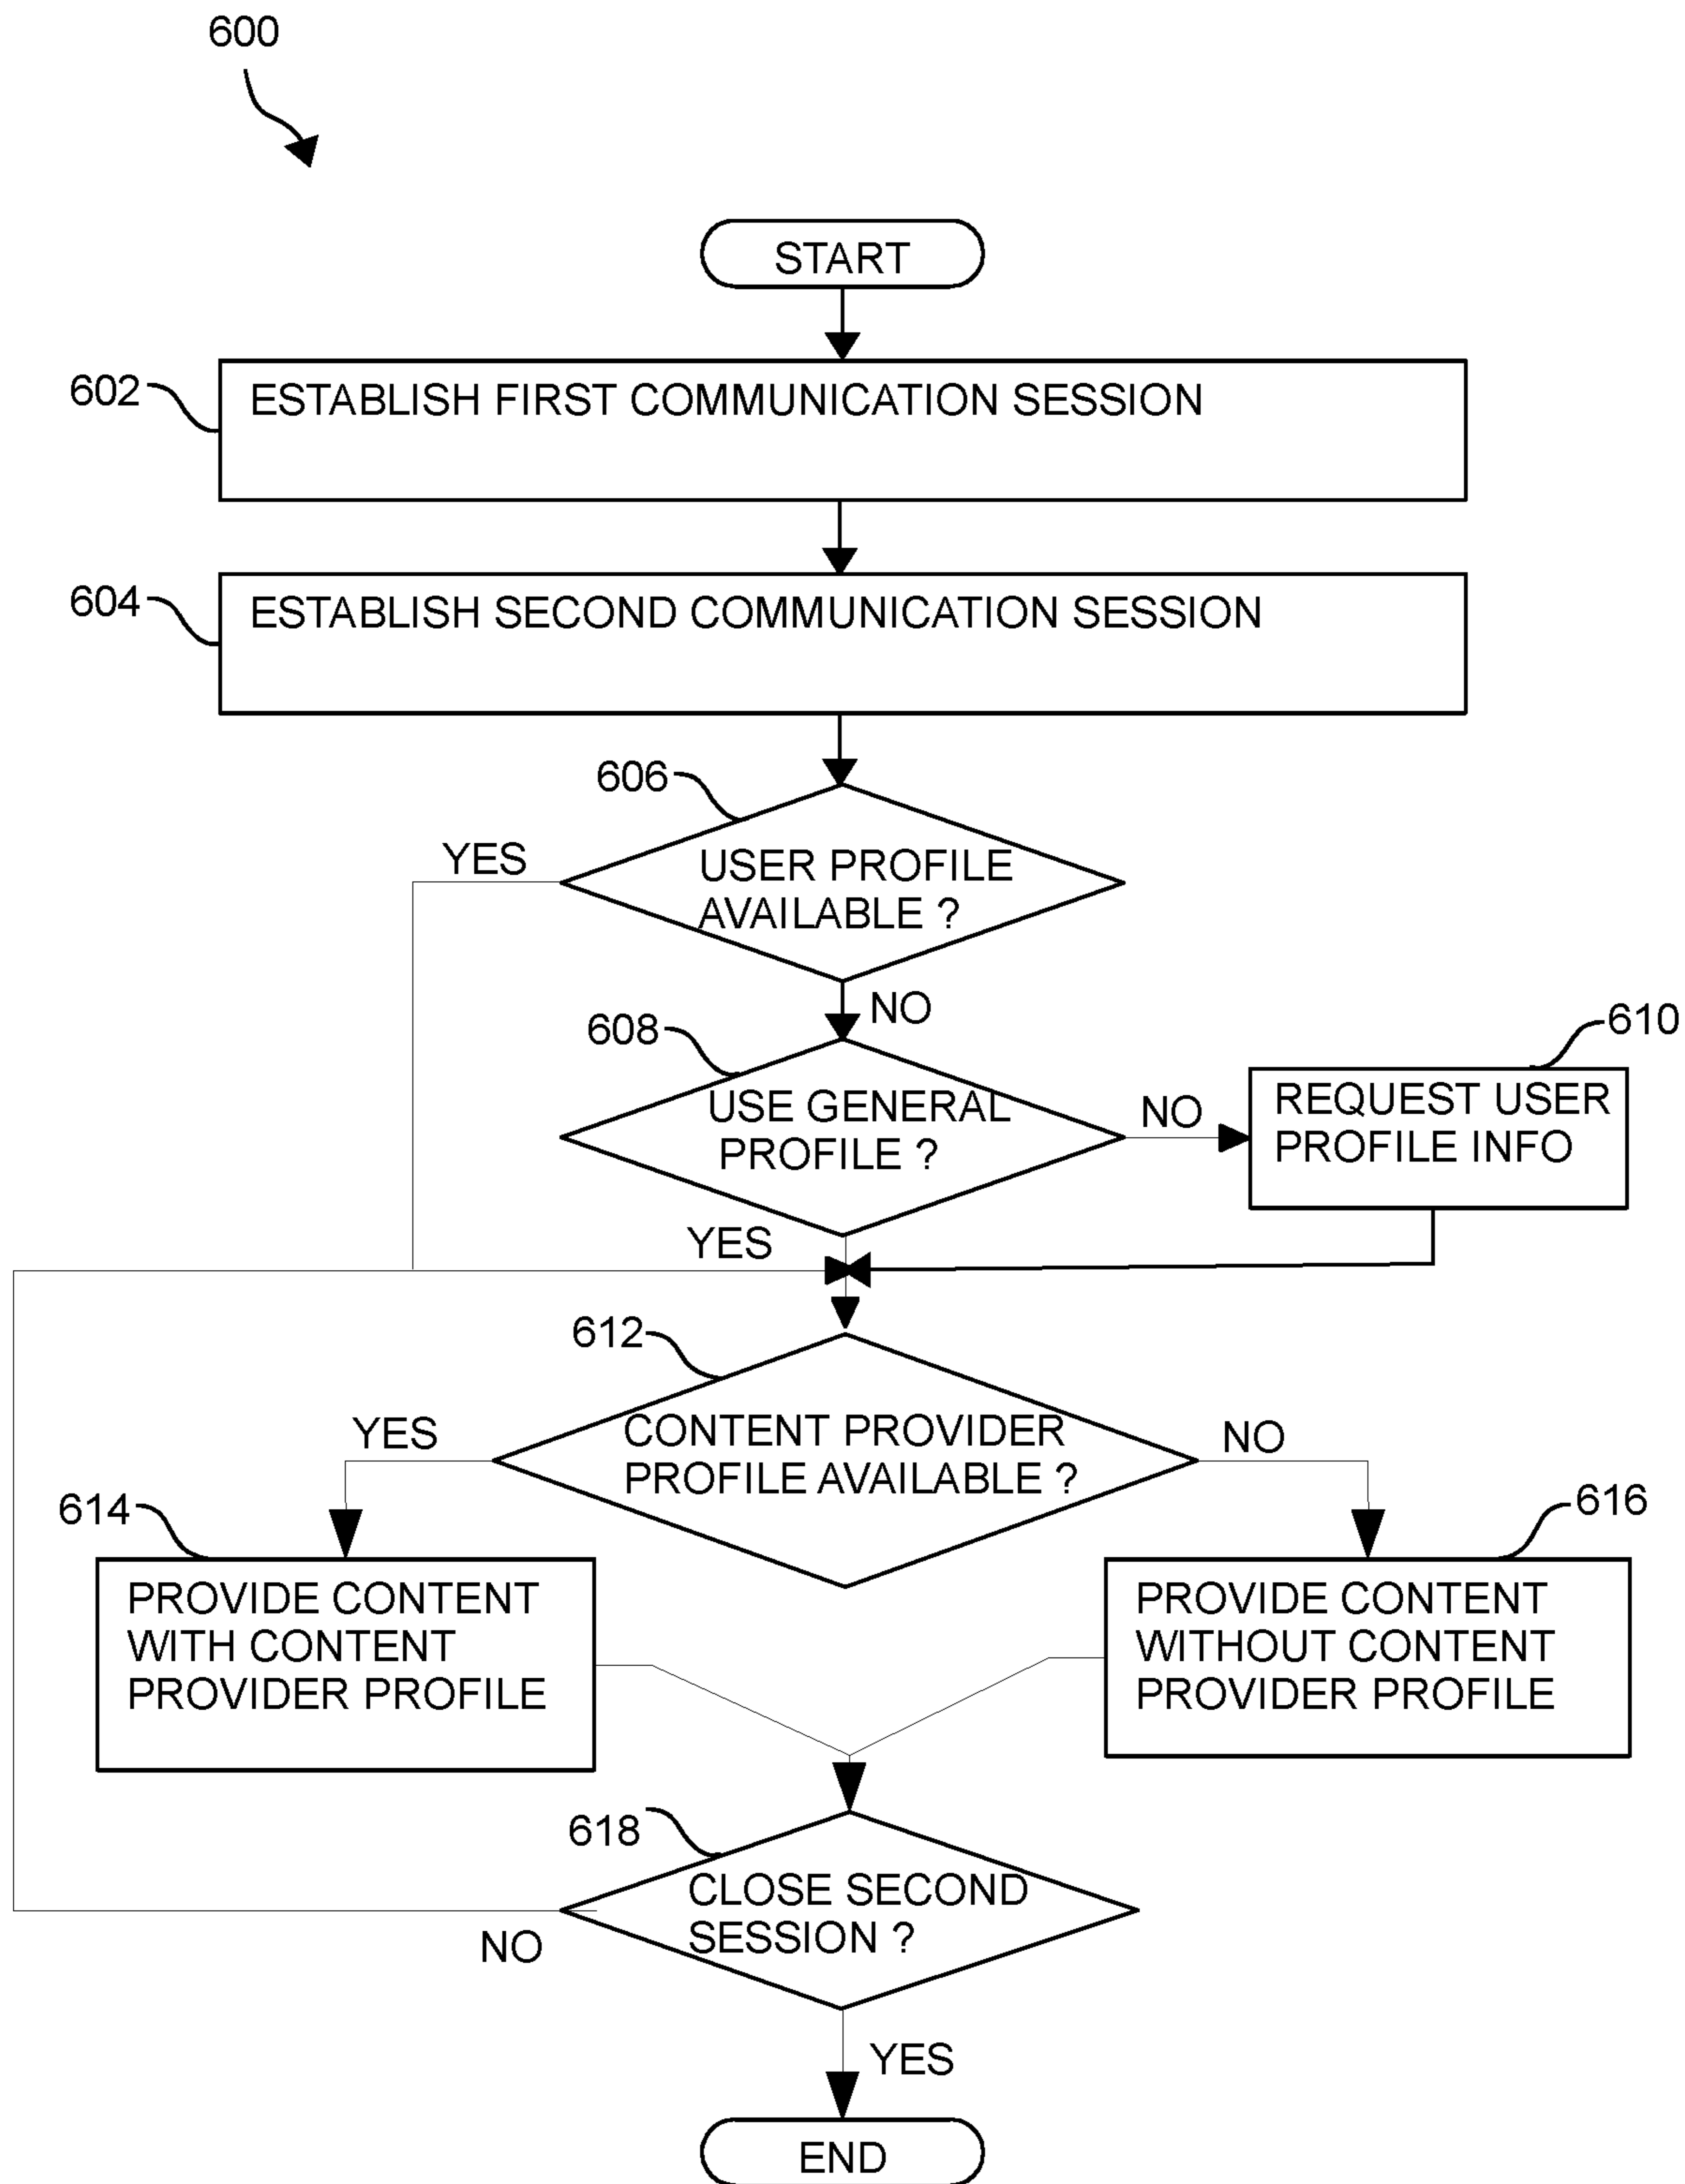 600
START
602
ESTABLISH FIRST COMMUNICATION SESSION
604
ESTABLISH SECOND COMMUNICATION SESSION
606
YES
USER PROFILE
AVAILABLE ?
NO
608
USE GENERAL
PROFILE ?
NO
610
REQUEST USER
PROFILE INFO
YES
612
YES
CONTENT PROVIDER
PROFILE AVAILABLE ?
NO
614
PROVIDE CONTENT
WITH CONTENT
PROVIDER PROFILE
616
PROVIDE CONTENT
WITHOUT CONTENT
PROVIDER PROFILE
618
CLOSE SECOND
SESSION ?
NO
YES
END